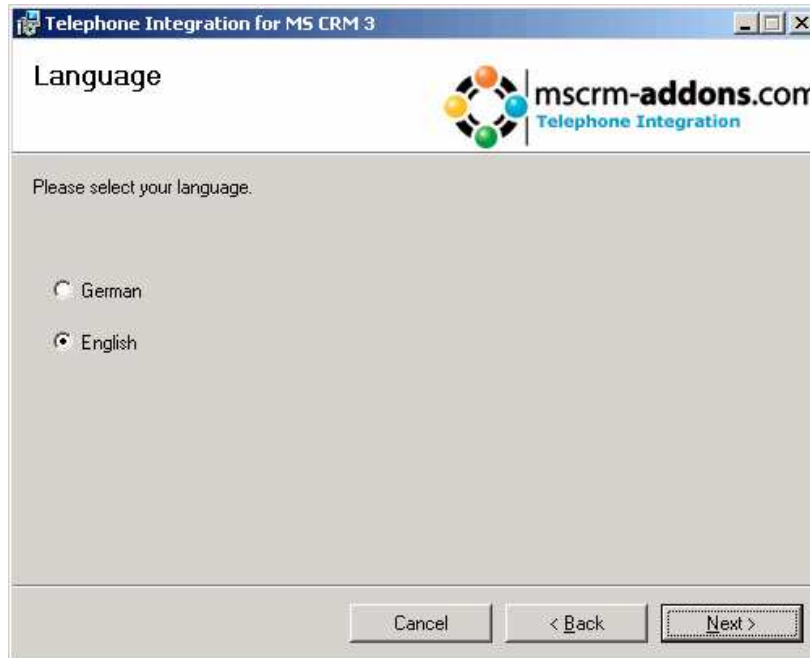 Telephone Integration for MS CRM 3
Language
mscrm-addons.com
Telephone Integration
Please select your language.
German
English
Cancel
< Back
Next >